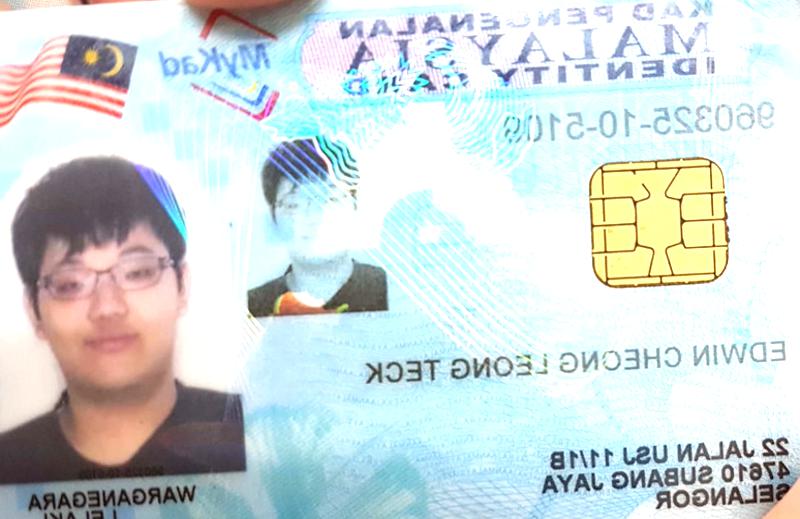 KAD PENGENALAN
MALAYSIA
IDENTITY CARD
MyKad
960325-10-5109
EDWIN CHEONG LEONG TECK
22 JALAN USJ 11/1B
47610 SUBANG JAYA
SELANGOR
WARGANEGARA
LELAKI